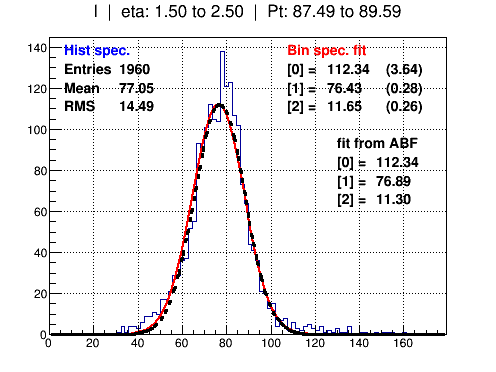 I | eta: 1.50 to 2.50 | Pt: 87.49 to 89.59
Hist spec.
Entries 1960
Mean 77.05
RMS 14.49
Bin spec. fit
[0] = 112.34 (3.64)
[1] = 76.43 (0.28)
[2] = 11.65 (0.26)
fit from ABF
[0] = 112.34
[1] = 76.89
[2] = 11.30
140
120
100
80
60
40
20
0
0 20 40 60 80 100 120 140 160